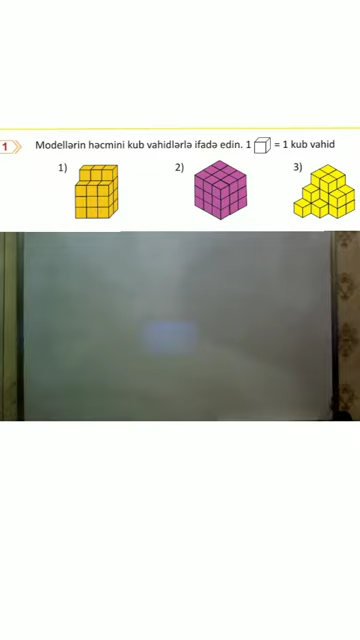 1 Modellərin həcmini kub vahidlərlə ifadə edin. 1 = 1 kub vahid
1) 2) 3)